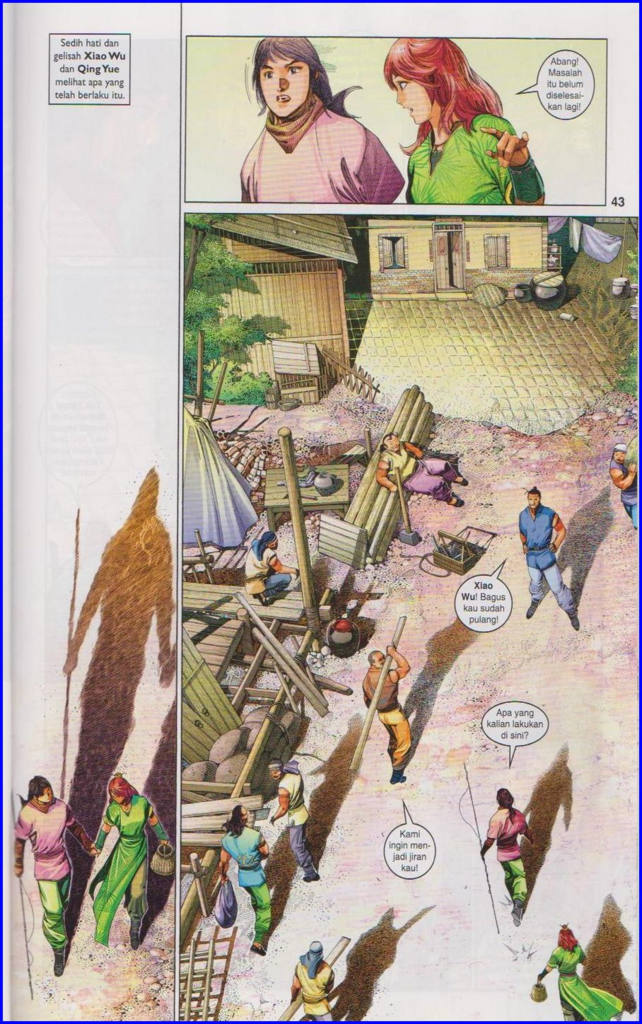 Sedih hati dan
gelisah Xiao Wu
dan Qing Yue
melihat apa yang
telah berlaku itu.
Abang!
Masalah
itu belum
diselesai-
kan lagi!
43
Xiao
Wu! Bagus
kau sudah
pulang!
Apa yang
kalian lakukan
di sini?
Kami
ingin men-
jadi jiran
kau!